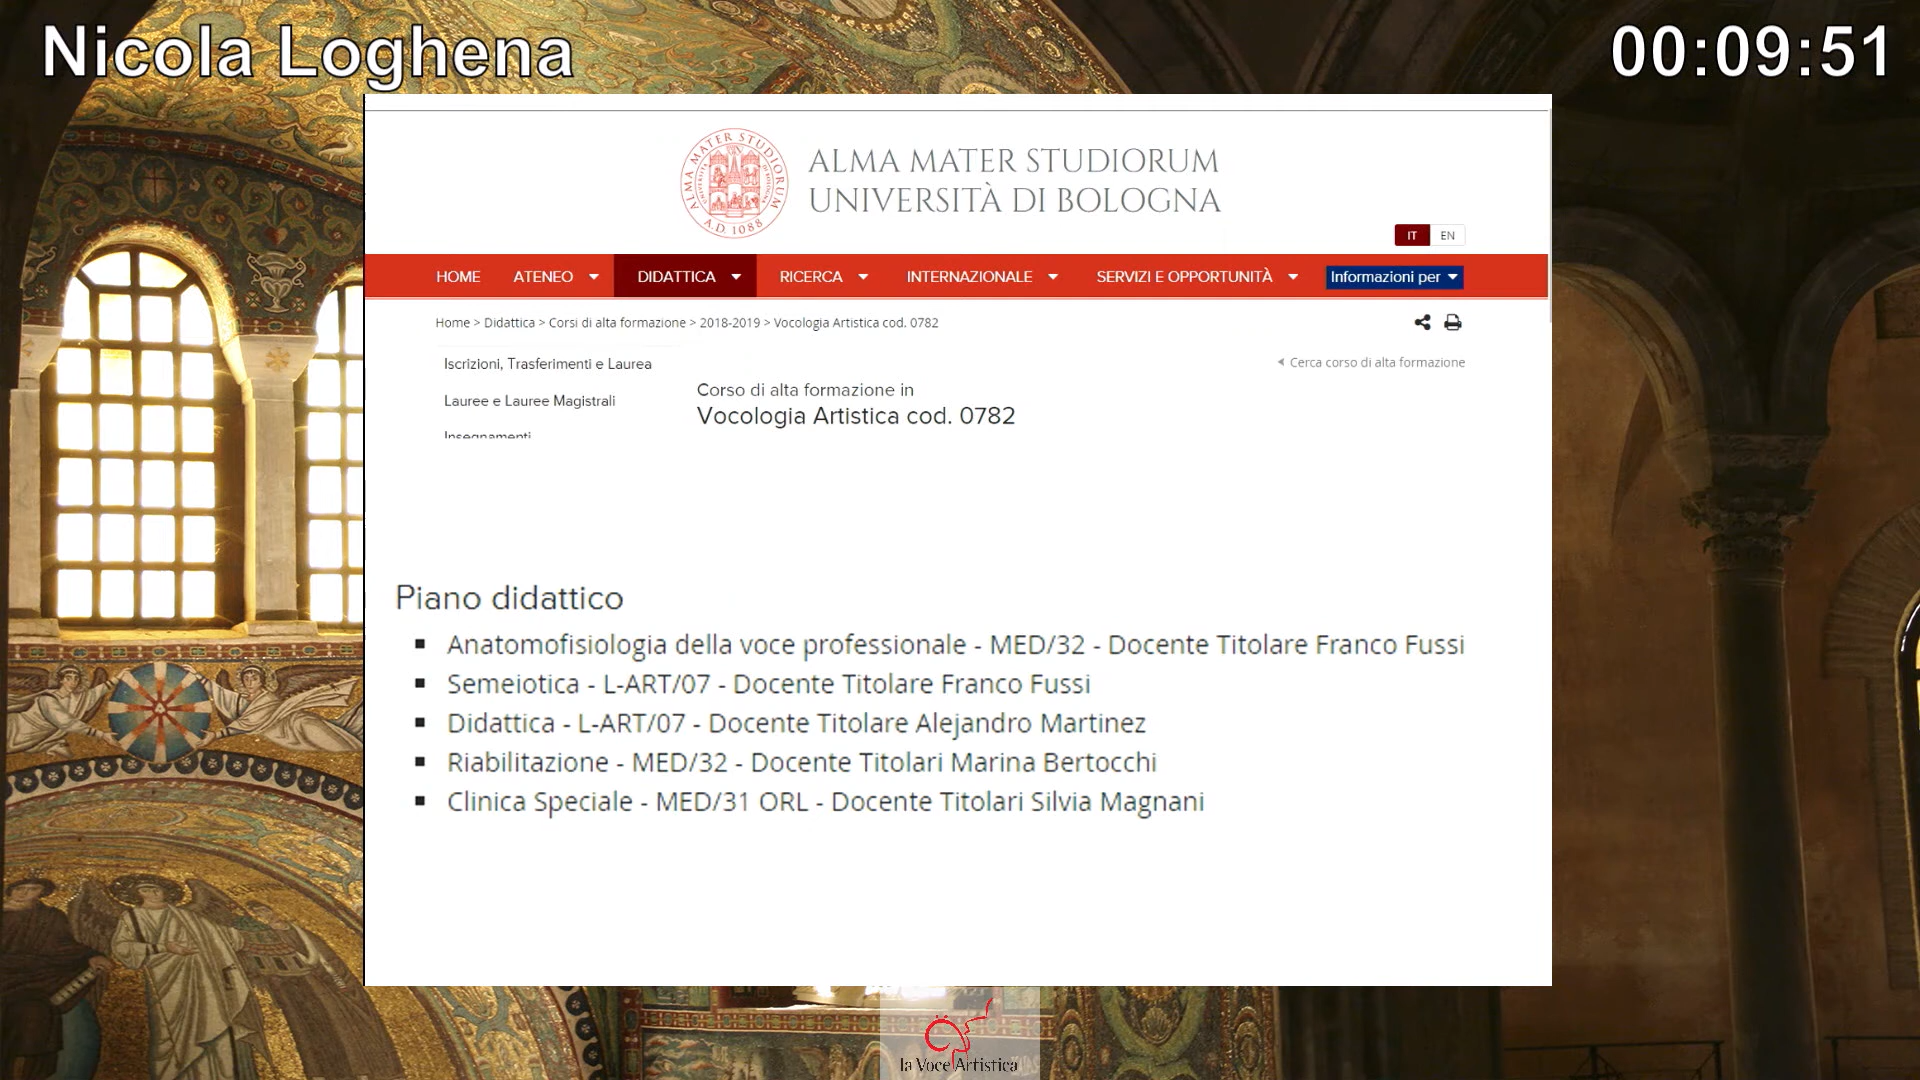 Nicola Loghena
00:09:51
ALMA MATER STUDIORUM
A.D. 1088
ALMA MATER STUDIORUM
UNIVERSITÀ DI BOLOGNA
IT EN
HOME ATENEO DIDATTICA RICERCA INTERNAZIONALE SERVIZI E OPPORTUNITÀ Informazioni per
Home > Didattica > Corsi di alta formazione > 2018-2019 > Vocologia Artistica cod. 0782
Iscrizioni, Trasferimenti e Laurea
Cerca corso di alta formazione
Lauree e Lauree Magistrali
Insegnamenti
Corso di alta formazione in
Vocologia Artistica cod. 0782
Piano didattico
Anatomofisiologia della voce professionale - MED/32 - Docente Titolare Franco Fussi
Semeiotica - L-ART/07 - Docente Titolare Franco Fussi
Didattica - L-ART/07 - Docente Titolare Alejandro Martinez
Riabilitazione - MED/32 - Docente Titolari Marina Bertocchi
Clinica Speciale - MED/31 ORL - Docente Titolari Silvia Magnani
la Voce Artistica